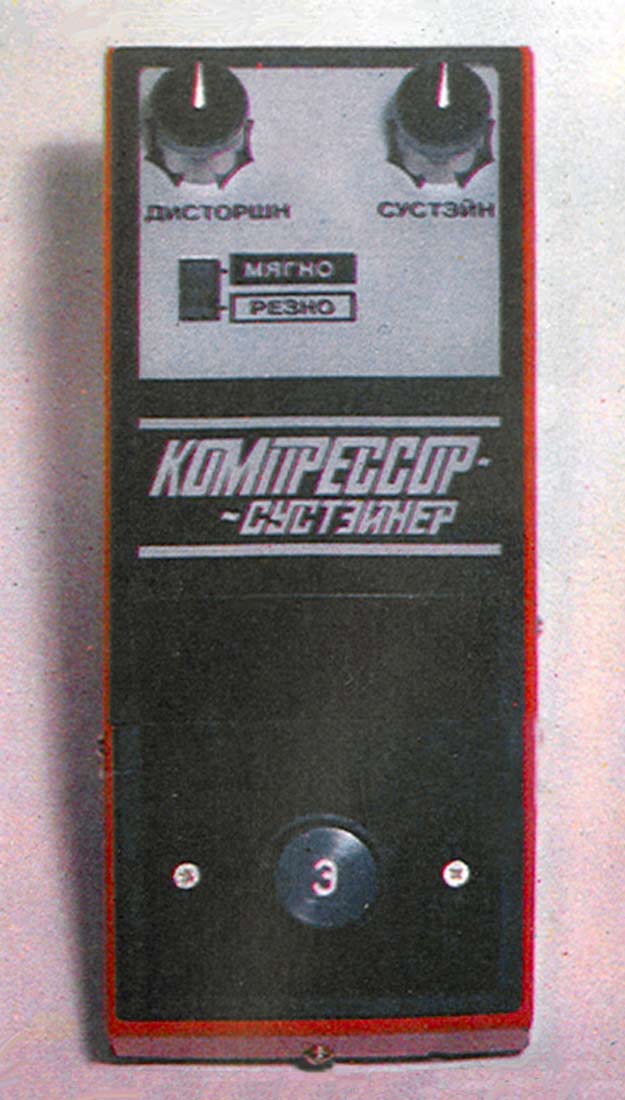 ДИСТОРШН СУСТЭЙН
МЯГКО
РЕЗКО
КОМПРЕССОР-
~СУСТЭЙНЕР
Э